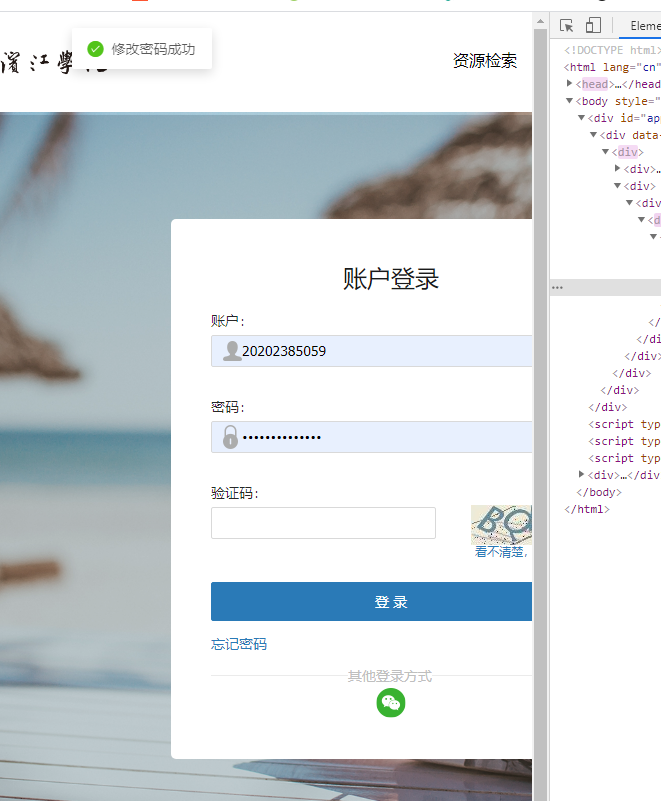 修改密码成功
濱江學
资源检索
账户登录
账户:
20202385059
密码:
••••••••••••••
验证码:
看不清楚,
登 录
忘记密码
其他登录方式
Eleme
<!DOCTYPE html>
<html lang="cn"
<head>…</head
<body style="
<div id="ap
<div data-
<div>
<div>…
<div>
<div
<d
…
</
</di
</div
</div>
</div>
</div>
<script typ
<script typ
<script typ
<div>…</div
</body>
</html>